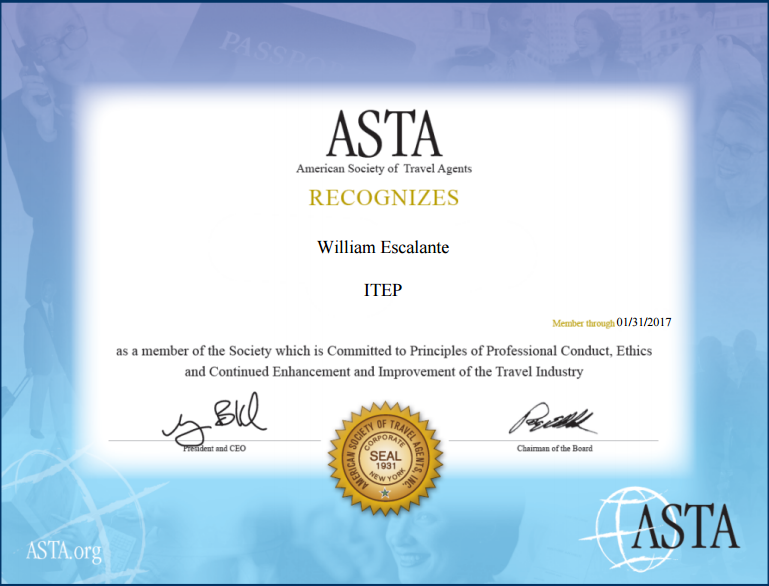 PASSPORT
ASTA
American Society of Travel Agents
RECOGNIZES
William Escalante
ITEP
Member through 01/31/2017
as a member of the Society which is Committed to Principles of Professional Conduct, Ethics
and Continued Enhancement and Improvement of the Travel Industry
President and CEO
Chairman of the Board
AMERICAN SOCIETY OF TRAVEL AGENTS, INC.
CORPORATE
SEAL
1931
NEW YORK
ASTA.org
ASTA